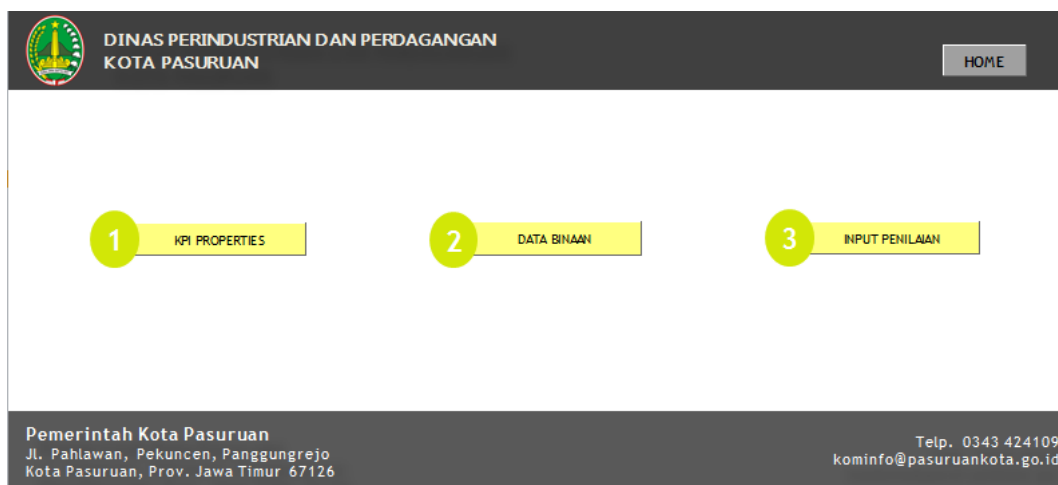 DINAS PERINDUSTRIAN DAN PERDAGANGAN
KOTA PASURUAN
HOME
1 KPI PROPERTIES
2 DATA BINAAN
3 INPUT PENILAIAN
Pemerintah Kota Pasuruan
Jl. Pahlawan, Pekuncen, Panggungrejo
Kota Pasuruan, Prov. Jawa Timur 67126
Telp. 0343 424109
kominfo@pasuruankota.go.id